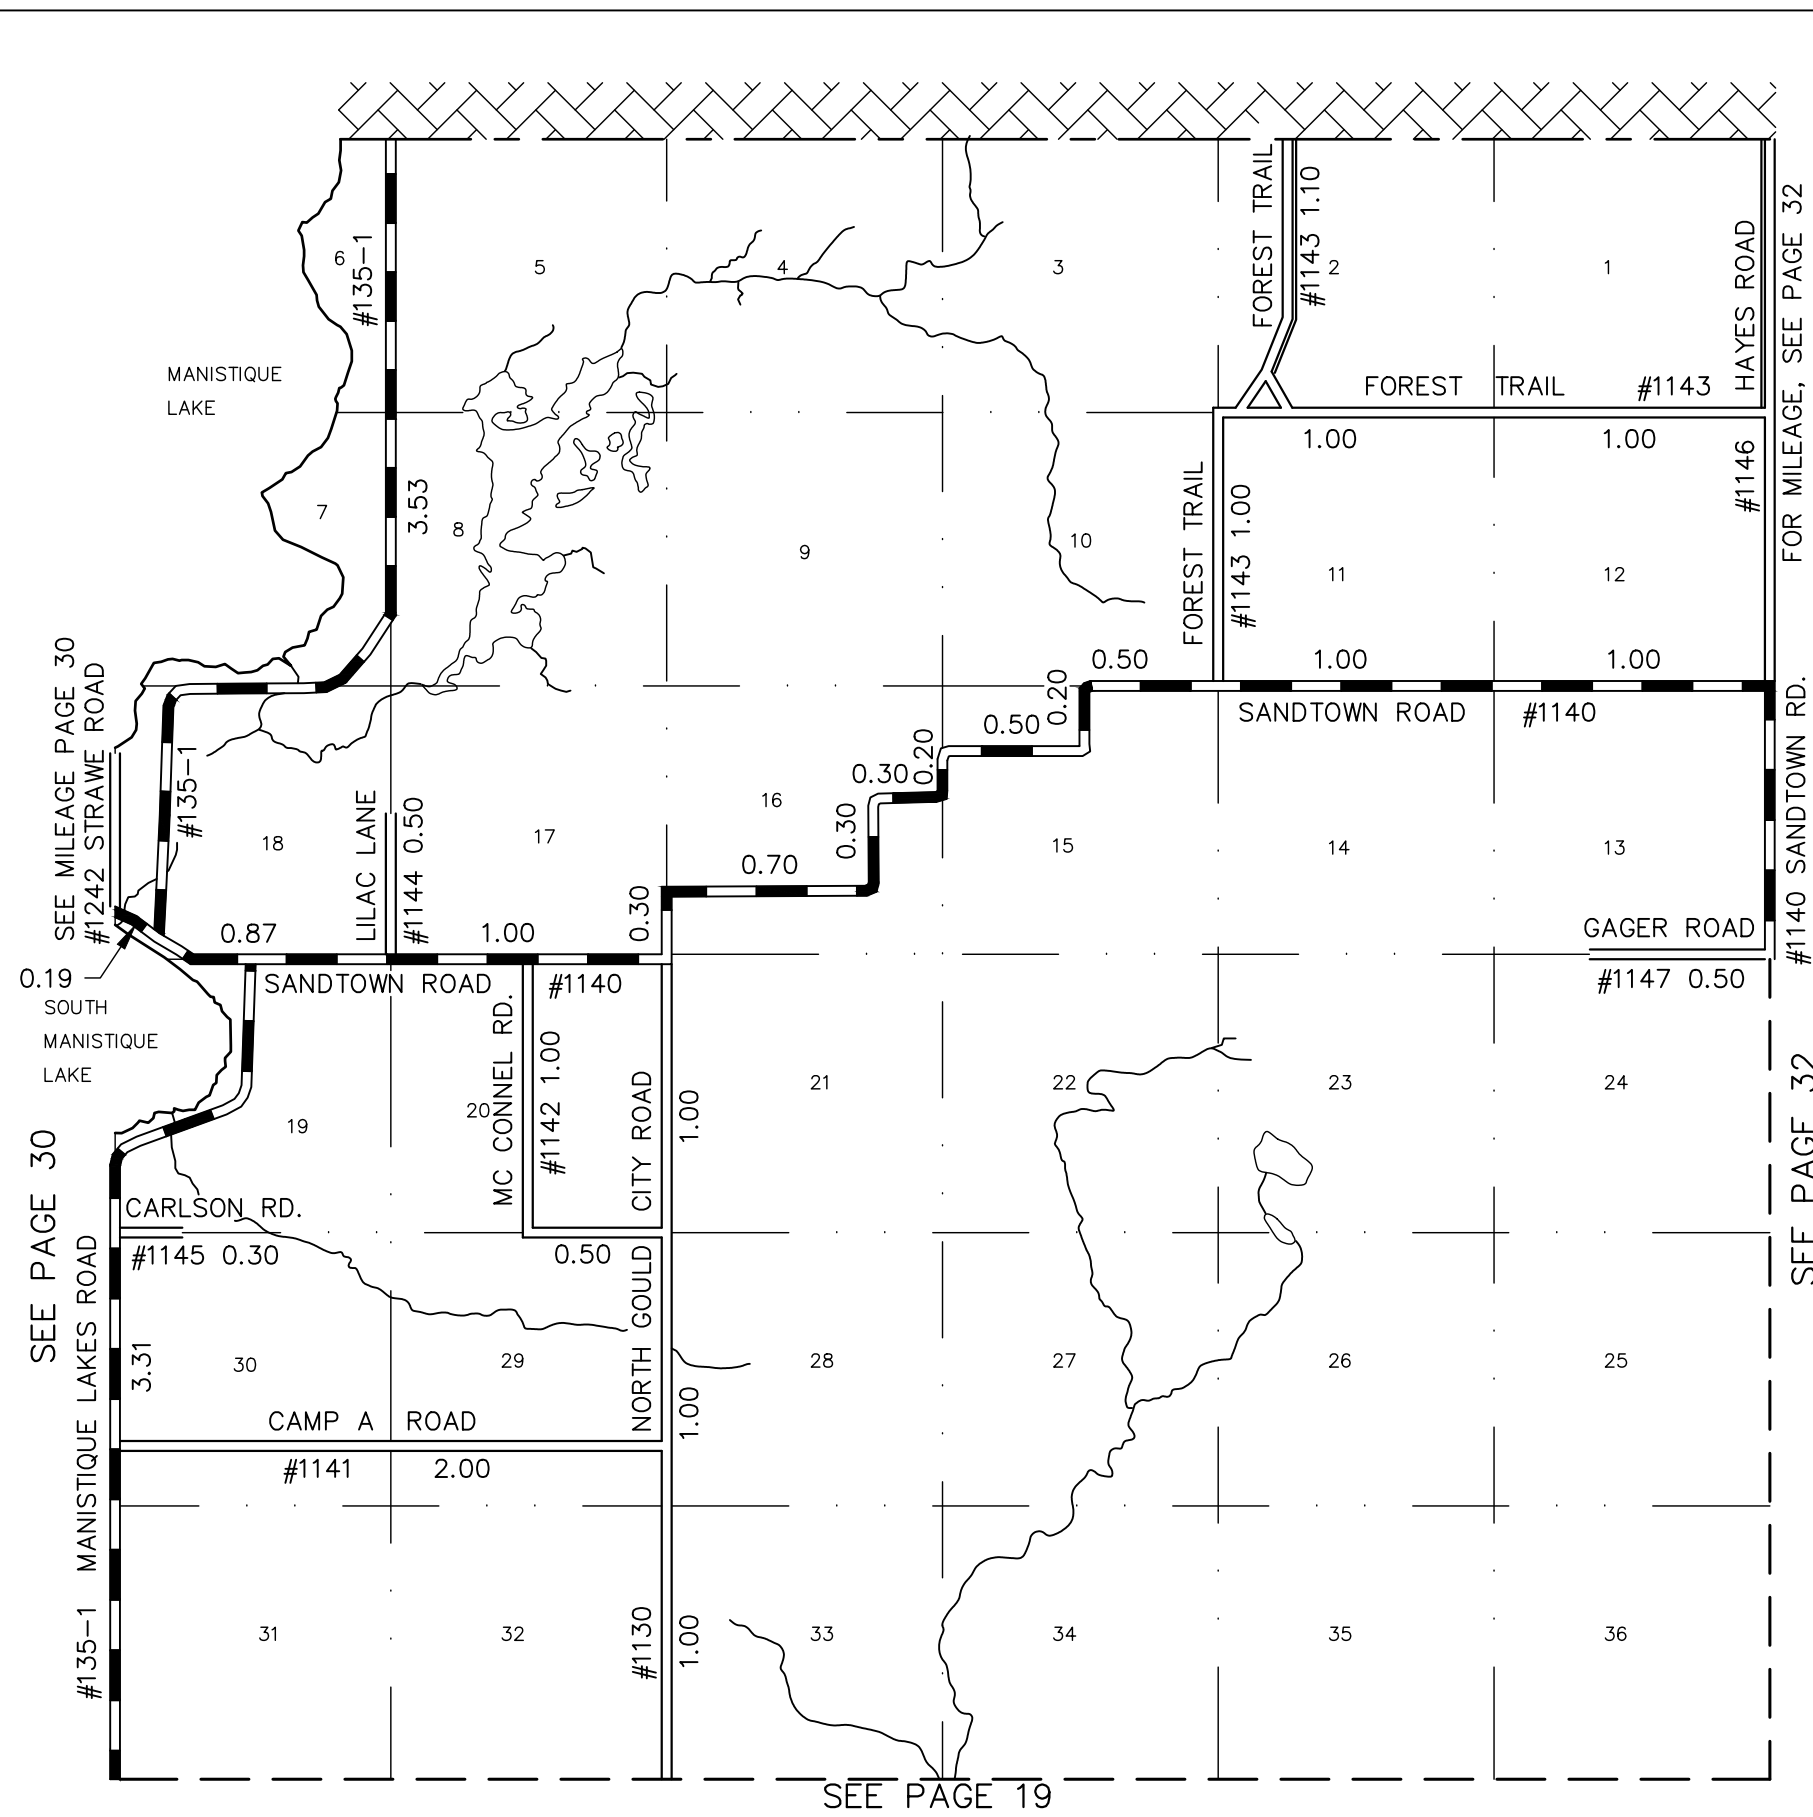 FOREST TRAIL
#1143 1.10
HAYES ROAD
#1146
FOR MILEAGE, SEE PAGE 32
6
#135-1
5
4
3
2
1
MANISTIQUE
LAKE
FOREST TRAIL #1143
1.00
1.00
7
3.53
8
9
10
FOREST TRAIL
#1143 1.00
11
12
SEE MILEAGE PAGE 30
#1242 STRAWE ROAD
#135-1
0.50
1.00
1.00
SANDTOWN ROAD #1140
#1140 SANDTOWN RD.
0.20
0.50
0.20
0.30
0.30
0.70
0.30
18
LILAC LANE
#1144 0.50
17
16
15
14
13
0.87
1.00
GAGER ROAD
#1147 0.50
0.19
SANDTOWN ROAD #1140
SOUTH
MANISTIQUE
LAKE
19
20
MC CONNEL RD.
#1142 1.00
NORTH GOULD CITY ROAD
1.00
21
22
23
24
SEE PAGE 30
SEE PAGE 32
CARLSON RD.
#1145 0.30
0.50
#135-1 MANISTIQUE LAKES ROAD
3.31
30
29
28
27
26
25
1.00
CAMP A ROAD
#1141 2.00
31
32
#1130
1.00
33
34
35
36
SEE PAGE 19